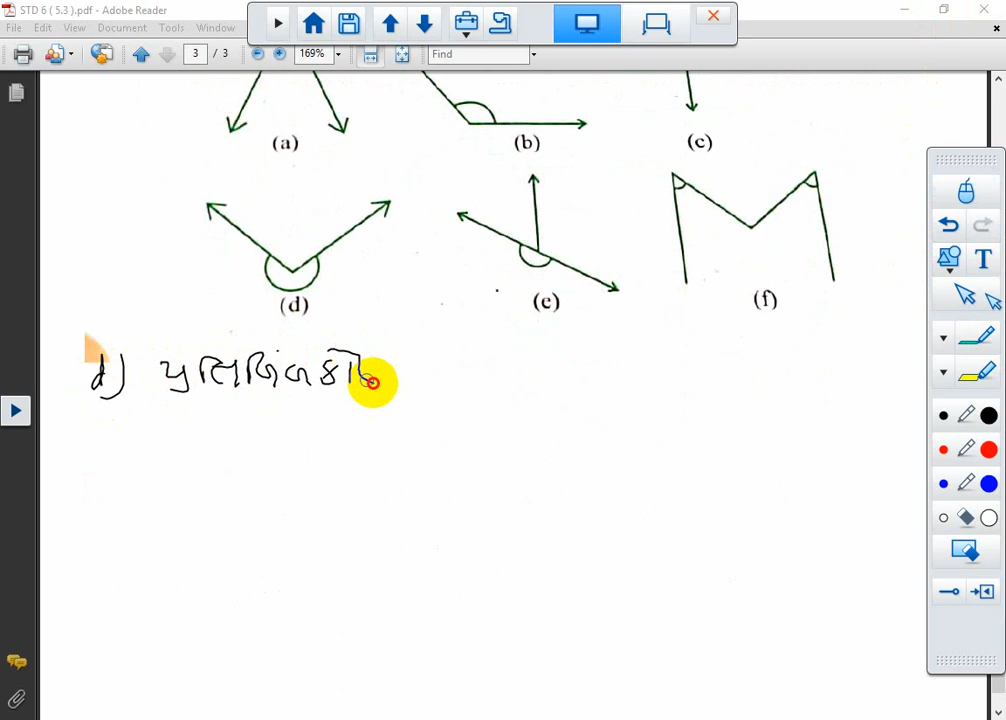 STD 6 ( 5.3 ).pdf - Adobe Reader
File Edit View Document Tools Window
3 / 3 169% Find
(a) (b) (c)
(d) (e) (f)
d)
T